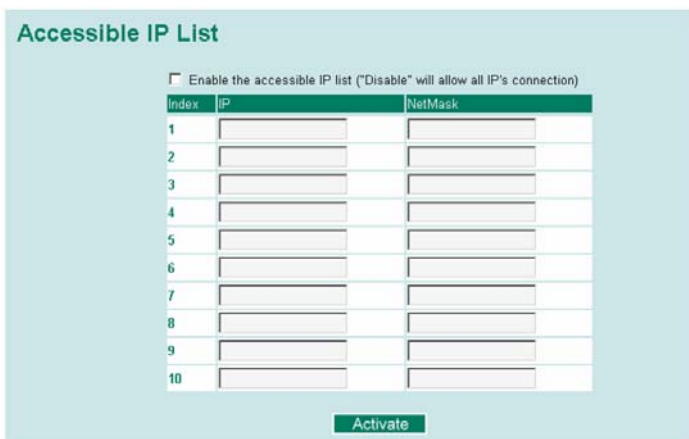 Accessible IP List
Enable the accessible IP list ("Disable" will allow all IP's connection)
Index IP NetMask
1
2
3
4
5
6
7
8
9
10
Activate